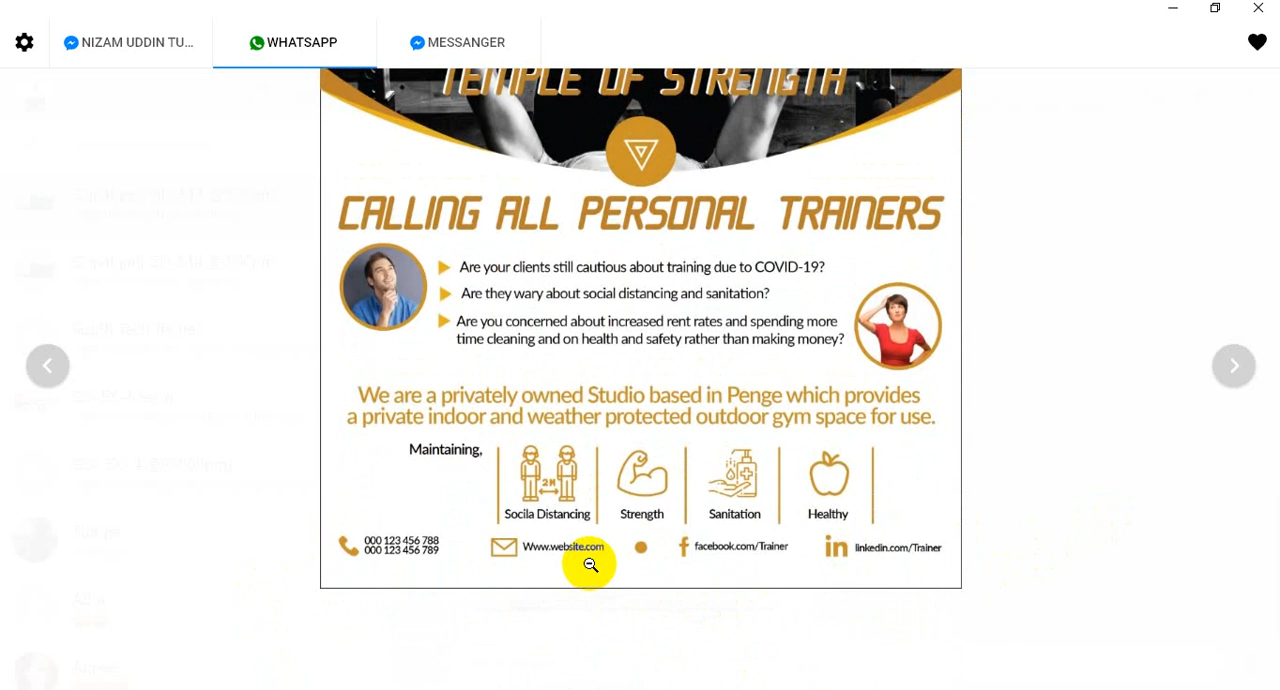 NIZAM UDDIN TU...
WHATSAPP
MESSANGER
TEMPLE OF STRENGTH
CALLING ALL PERSONAL TRAINERS
Are your clients still cautious about training due to COVID-19?
Are they wary about social distancing and sanitation?
Are you concerned about increased rent rates and spending more
time cleaning and on health and safety rather than making money?
We are a privately owned Studio based in Penge which provides
a private indoor and weather protected outdoor gym space for use.
Maintaining,
2M
Socila Distancing
Strength
Sanitation
Healthy
000 123 456 788
000 123 456 789
Www.website.com
facebook.com/Trainer
linkedin.com/Trainer